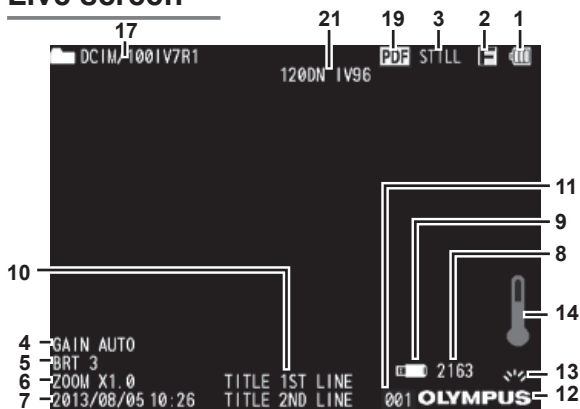 Live screen
17 21 19 3 2 1
DCIM/100IV7R1 PDF STILL
120DN IV96
11
9
8
10
14
4 GAIN AUTO
5 BRT 3
6 ZOOM X1.0 TITLE 1ST LINE 2163 13
7 2013/08/05 10:26 TITLE 2ND LINE 001 OLYMPUS 12